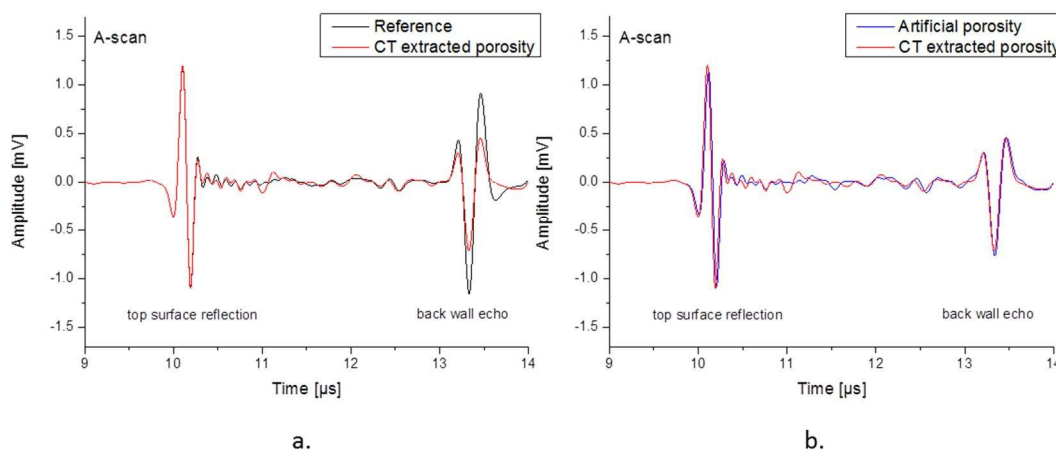 A-scan
Reference
CT extracted porosity
Amplitude [mV]
1.5
1.0
0.5
0.0
-0.5
-1.0
-1.5
top surface reflection
back wall echo
9
10
11
12
13
14
Time [µs]
a.
A-scan
Artificial porosity
CT extracted porosity
Amplitude [mV]
1.5
1.0
0.5
0.0
-0.5
-1.0
-1.5
top surface reflection
back wall echo
9
10
11
12
13
14
Time [µs]
b.